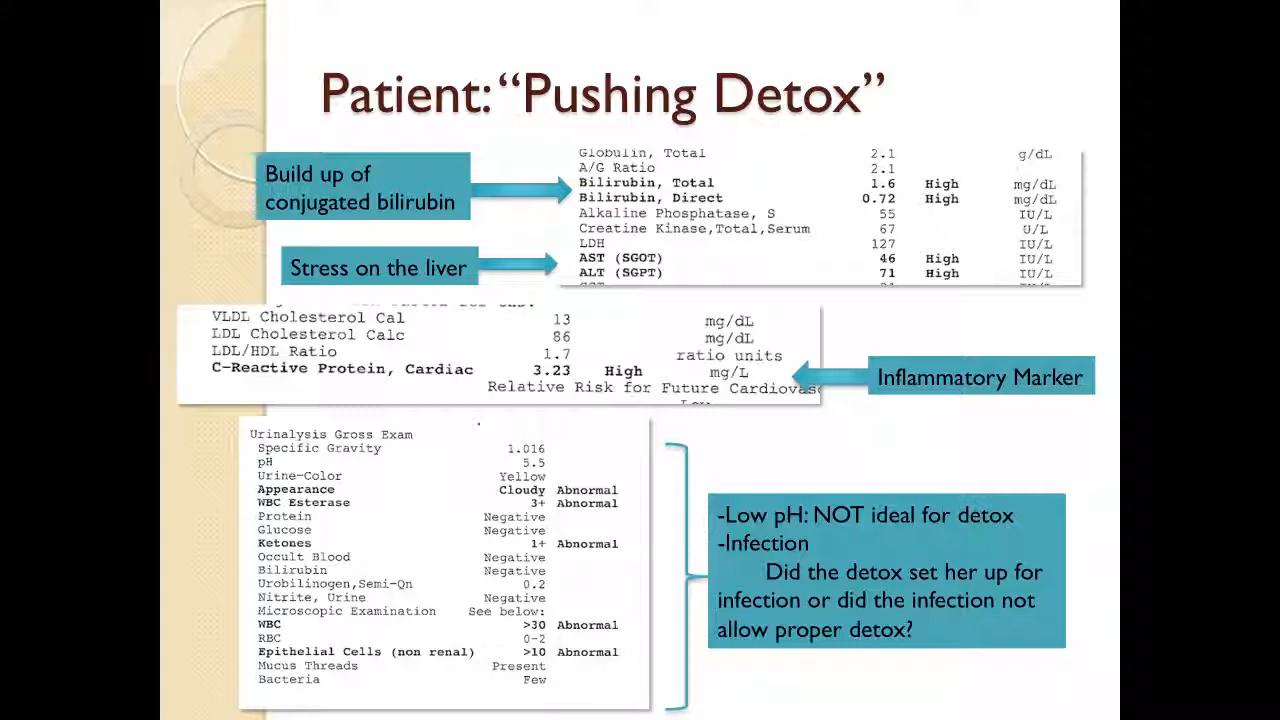 Patient: “Pushing Detox”
Build up of
conjugated bilirubin
Globulin, Total 2.1 g/dL
A/G Ratio 2.1
Bilirubin, Total 1.6 High mg/dL
Bilirubin, Direct 0.72 High mg/dL
Alkaline Phosphatase, S 55 IU/L
Creatine Kinase,Total,Serum 67 U/L
LDH 127 IU/L
AST (SGOT) 46 High IU/L
ALT (SGPT) 71 High IU/L
Stress on the liver
VLDL Cholesterol Cal 13 mg/dL
LDL Cholesterol Calc 86 mg/dL
LDL/HDL Ratio 1.7 ratio units
C-Reactive Protein, Cardiac 3.23 High mg/L
Relative Risk for Future
Inflammatory Marker
Urinalysis Gross Exam
Specific Gravity 1.016
pH 5.5
Urine-Color Yellow
Appearance Cloudy Abnormal
WBC Esterase 3+ Abnormal
Protein Negative
Glucose Negative
Ketones 1+ Abnormal
Occult Blood Negative
Bilirubin Negative
Urobilinogen,Semi-Qn 0.2
Nitrite, Urine Negative
Microscopic Examination See below:
WBC >30 Abnormal
RBC 0-2
Epithelial Cells (non renal) >10 Abnormal
Mucus Threads Present
Bacteria Few
-Low pH: NOT ideal for detox
-Infection
Did the detox set her up for
infection or did the infection not
allow proper detox?